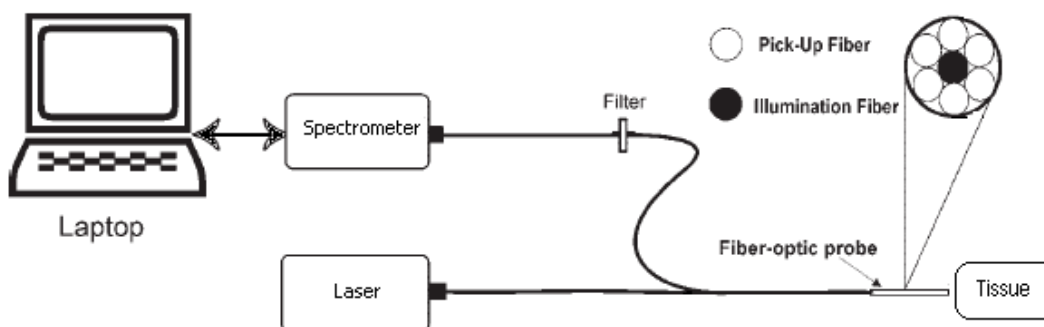 Pick-Up Fiber
Illumination Fiber
Filter
Spectrometer
Laptop
Fiber-optic probe
Laser
Tissue